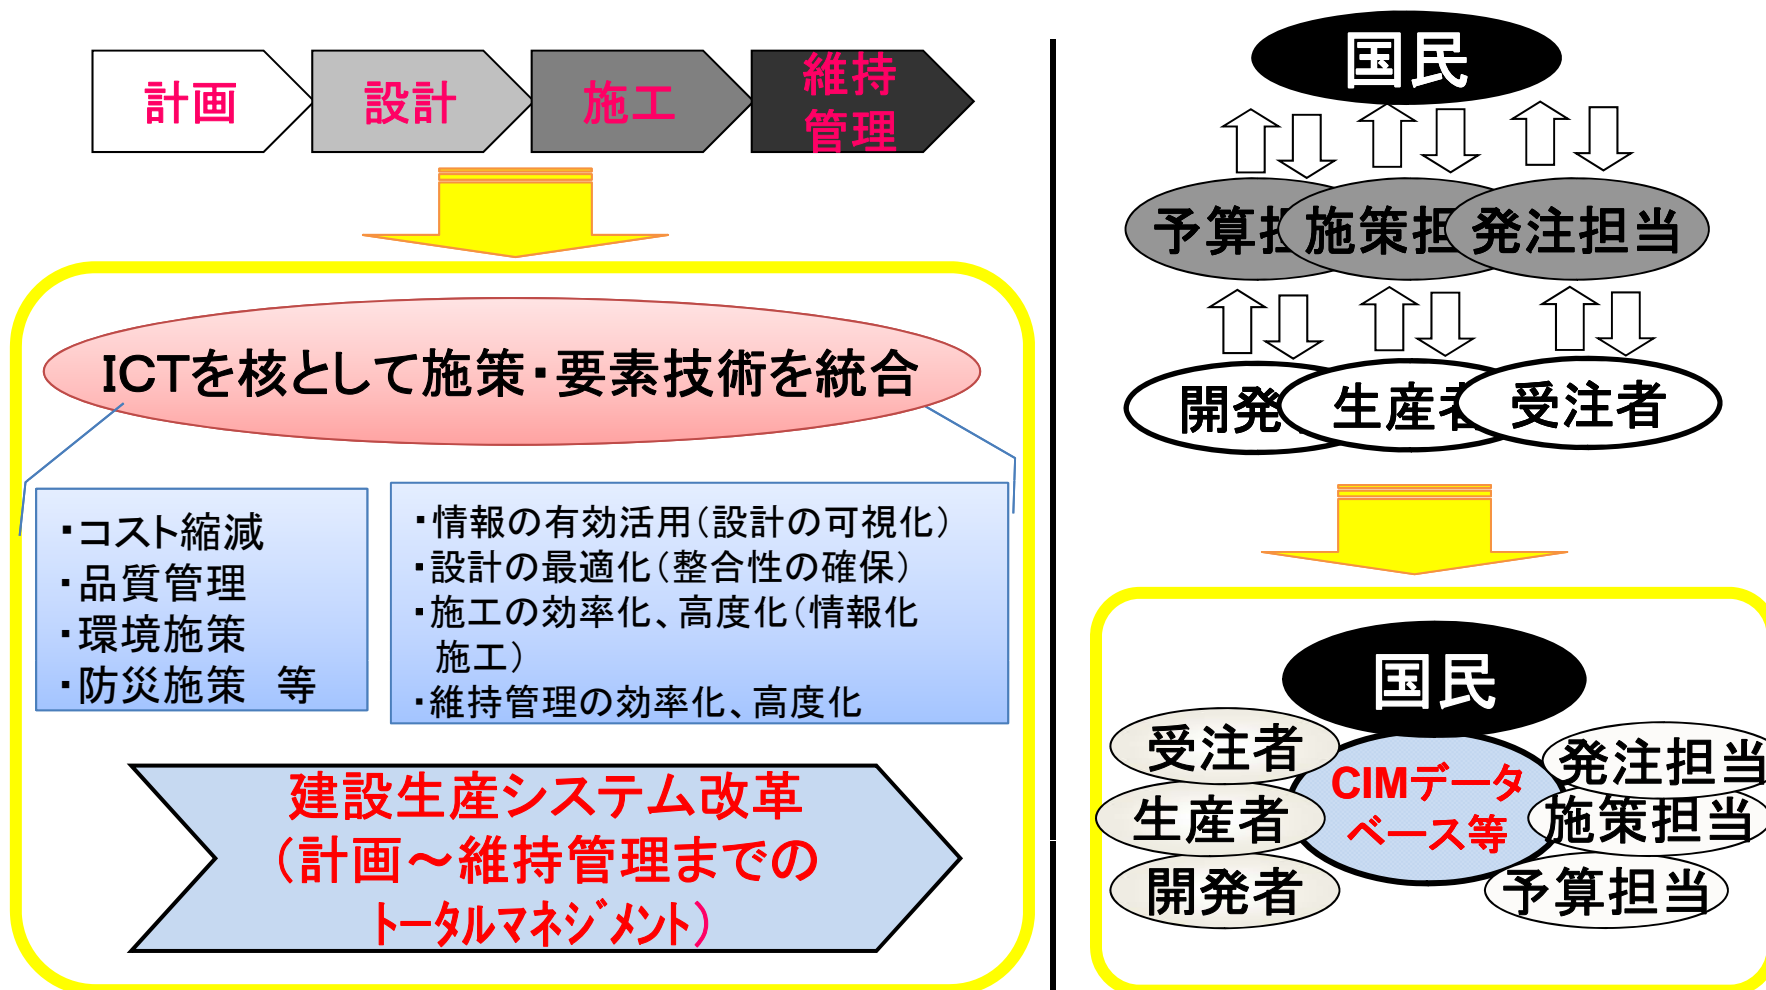 計画
設計
施工
維持
管理
ICTを核として施策・要素技術を統合
・コスト縮減
・品質管理
・環境施策
・防災施策　等
・情報の有効活用（設計の可視化）
・設計の最適化（整合性の確保）
・施工の効率化、高度化（情報化
施工）
・維持管理の効率化、高度化
建設生産システム改革
（計画～維持管理までの
ﾄｰﾀﾙﾏﾈｼﾞﾒﾝﾄ）
国民
予算担
施策担
発注担当
開発
生産者
受注者
国民
受注者
生産者
開発者
CIMデータ
ベース等
発注担当
施策担当
予算担当